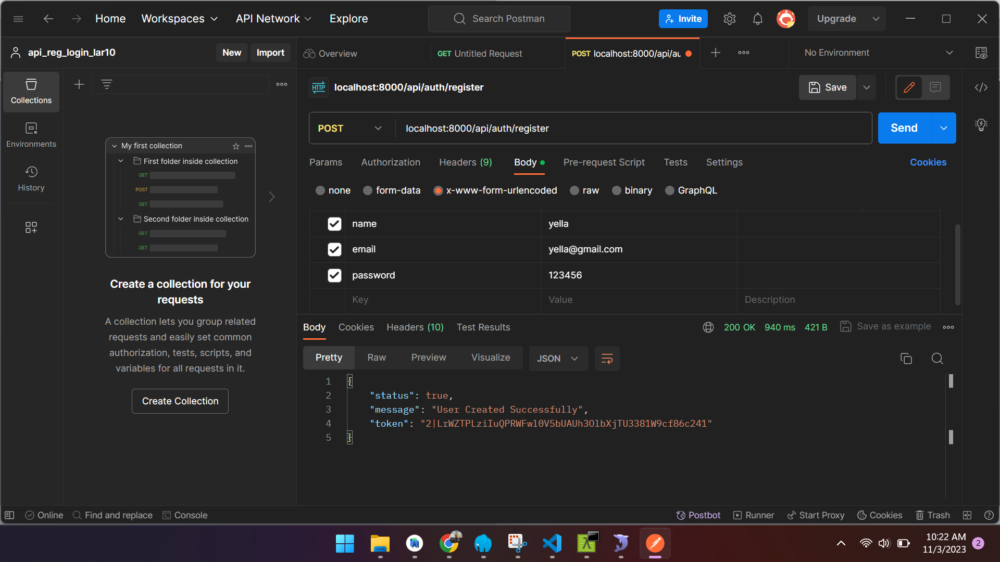 Home Workspaces API Network Explore Search Postman Invite Upgrade
api_reg_login_lar10 New Import Overview GET Untitled Request POST localhost:8000/api/au No Environment
Collections
Environments
History
My first collection
First folder inside collection
GET
POST
GET
Second folder inside collection
GET
GET
Create a collection for your
requests
A collection lets you group related
requests and easily set common
authorization, tests, scripts, and
variables for all requests in it.
Create Collection
HTTP localhost:8000/api/auth/register Save
POST localhost:8000/api/auth/register Send
Params Authorization Headers (9) Body Pre-request Script Tests Settings Cookies
none form-data x-www-form-urlencoded raw binary GraphQL
name yella
email yella@gmail.com
password 123456
Key Value Description
Body Cookies Headers (10) Test Results 200 OK 940 ms 421 B Save as example
Pretty Raw Preview Visualize JSON
1 {
2 "status": true,
3 "message": "User Created Successfully",
4 "token": "2|LrWZTPLziIuQPRWFwl0V5bUAUh3OlbXjTU3381W9cf86c241"
5 }
Online Find and replace Console Postbot Runner Start Proxy Cookies Trash
10:22 AM
11/3/2023 2